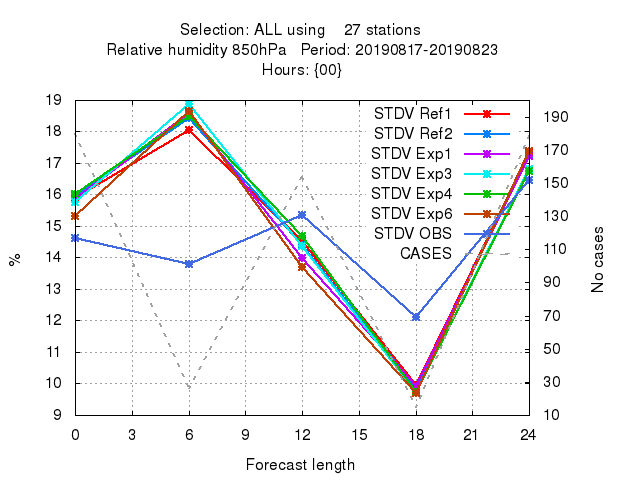 Selection: ALL using    27 stations
Relative humidity 850hPa   Period: 20190817-20190823
Hours: {00}
19
18
17
16
15
14
13
12
11
10
9
%
190
170
150
130
110
90
70
50
30
10
No cases
STDV Ref1
STDV Ref2
STDV Exp1
STDV Exp3
STDV Exp4
STDV Exp6
STDV OBS
CASES
0 3 6 9 12 15 18 21 24
Forecast length